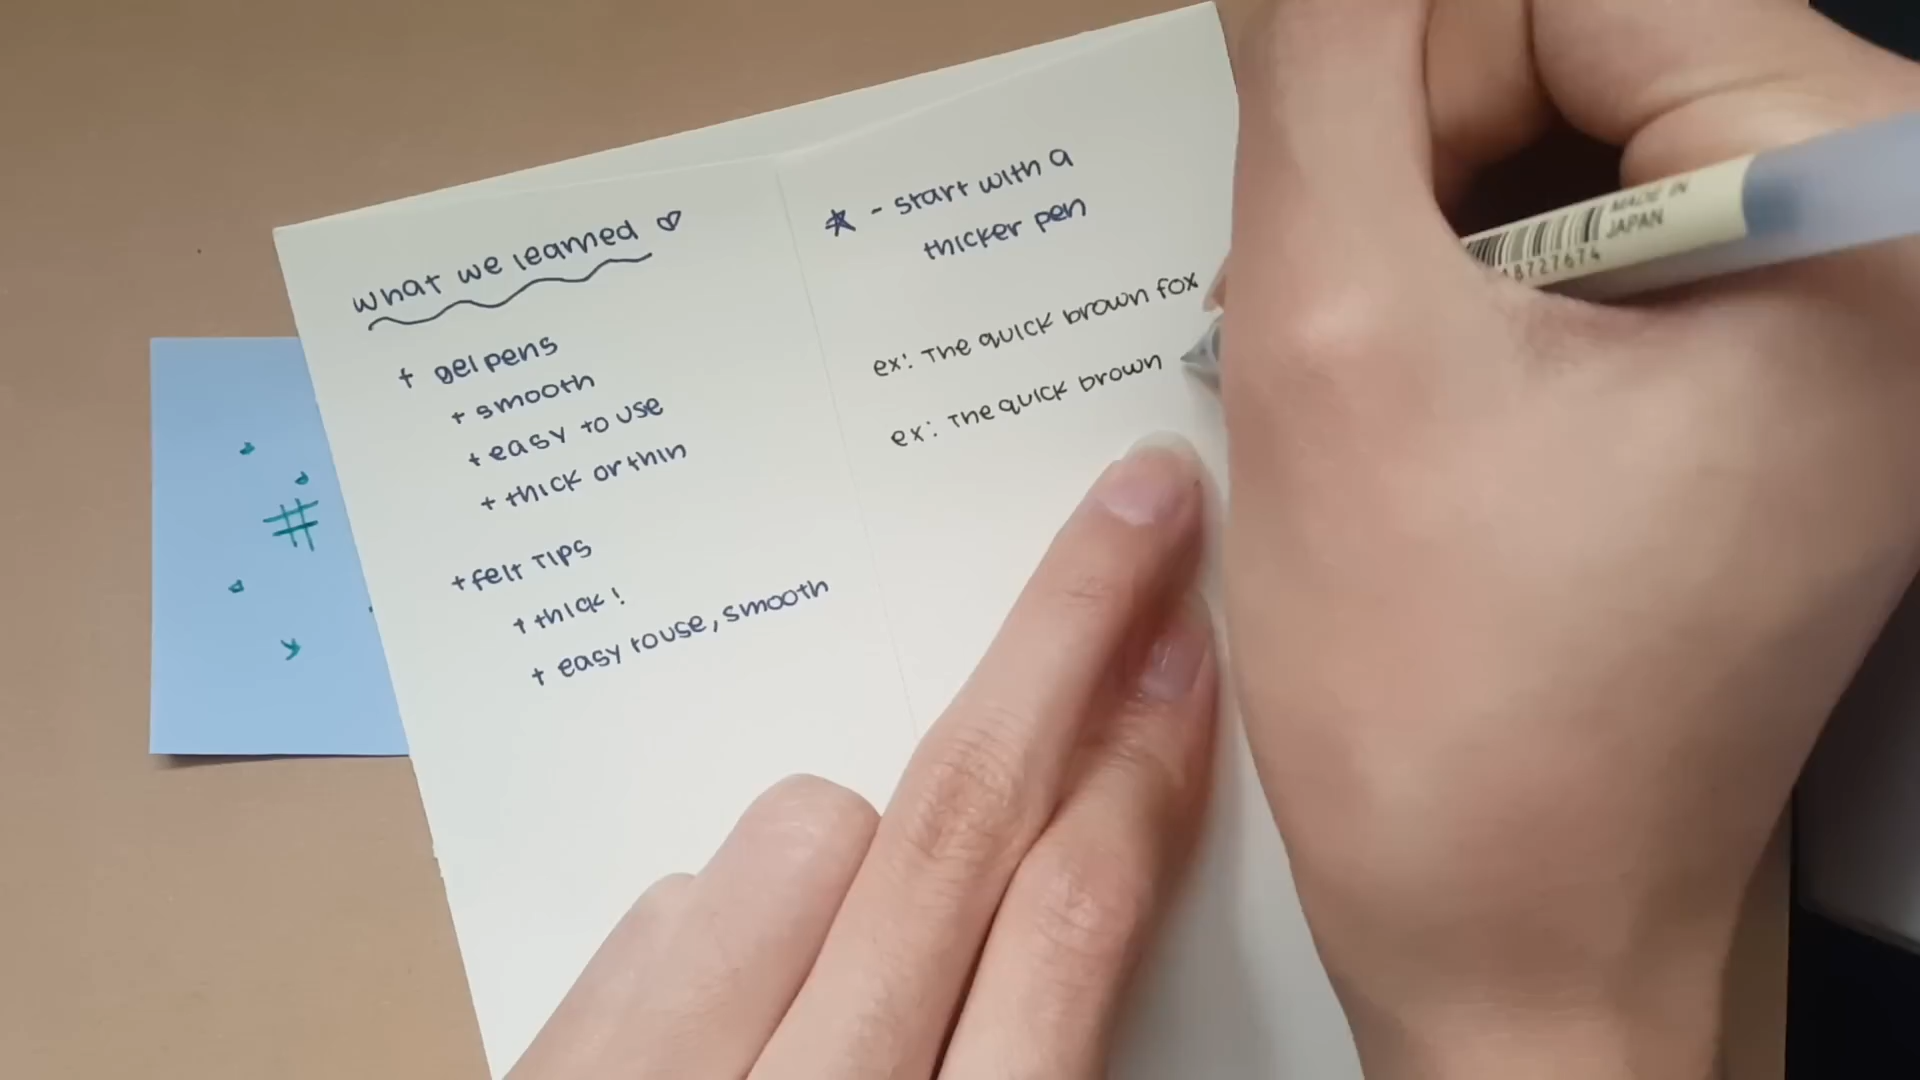 what we learned ♡
+ gel pens
+ smooth
+ easy to use
+ thick or thin
+ felt TIPS
+ thick!
+ easy to use, smooth
☆ - start with a
thicker pen
ex: The quick brown fox
ex: The quick brown
MADE IN
JAPAN
8727674
#